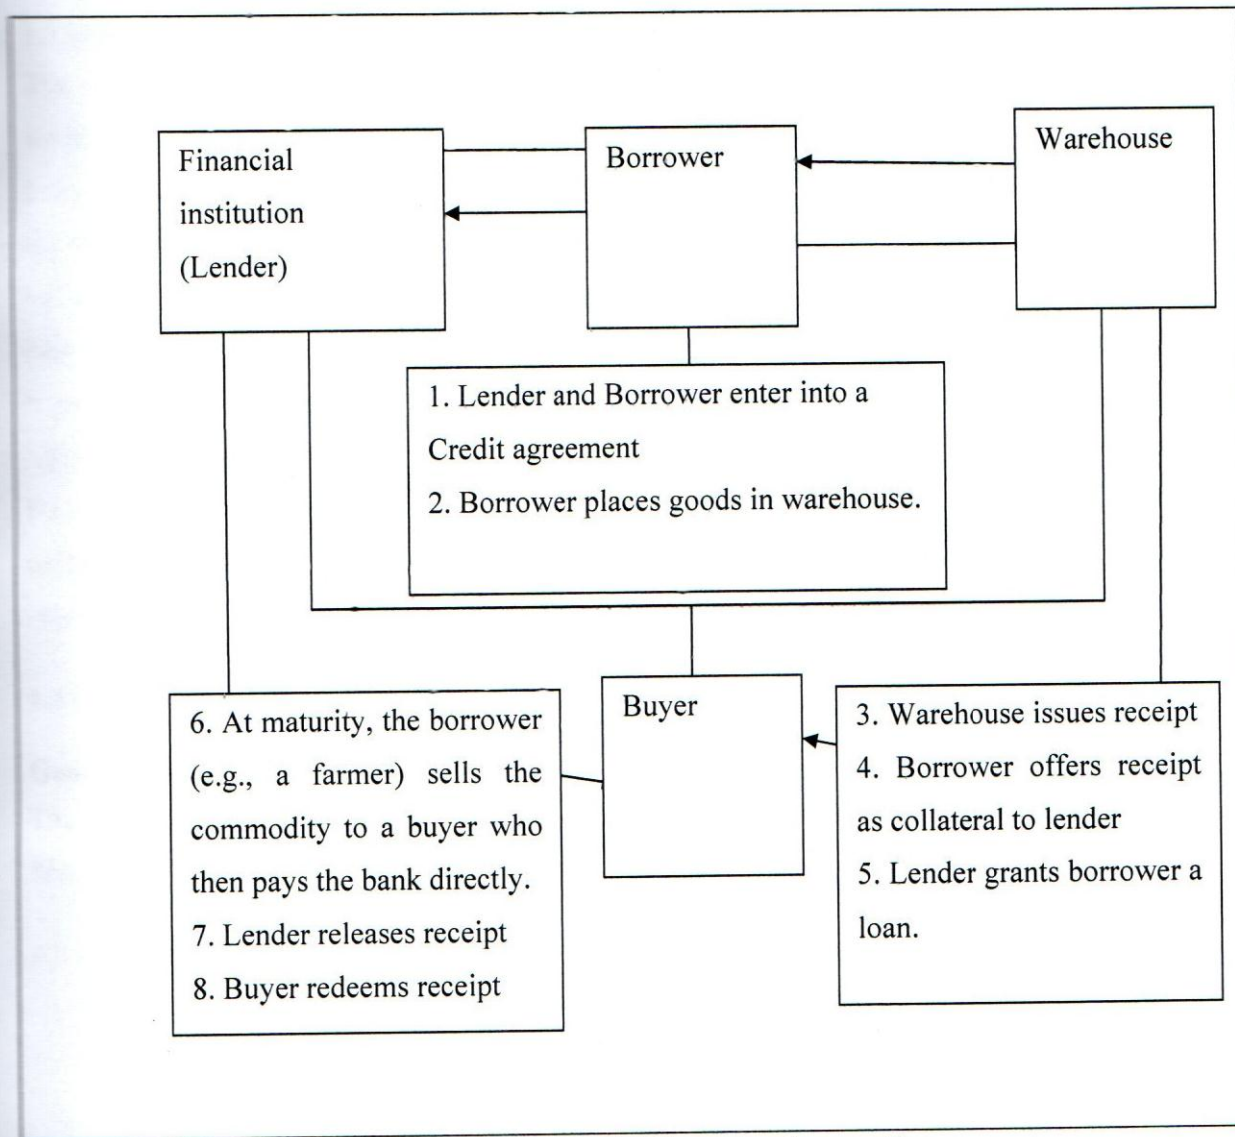 Financial
institution
(Lender)
Borrower
Warehouse
1. Lender and Borrower enter into a
Credit agreement
2. Borrower places goods in warehouse.
6. At maturity, the borrower
(e.g., a farmer) sells the
commodity to a buyer who
then pays the bank directly.
7. Lender releases receipt
8. Buyer redeems receipt
Buyer
3. Warehouse issues receipt
4. Borrower offers receipt
as collateral to lender
5. Lender grants borrower a
loan.